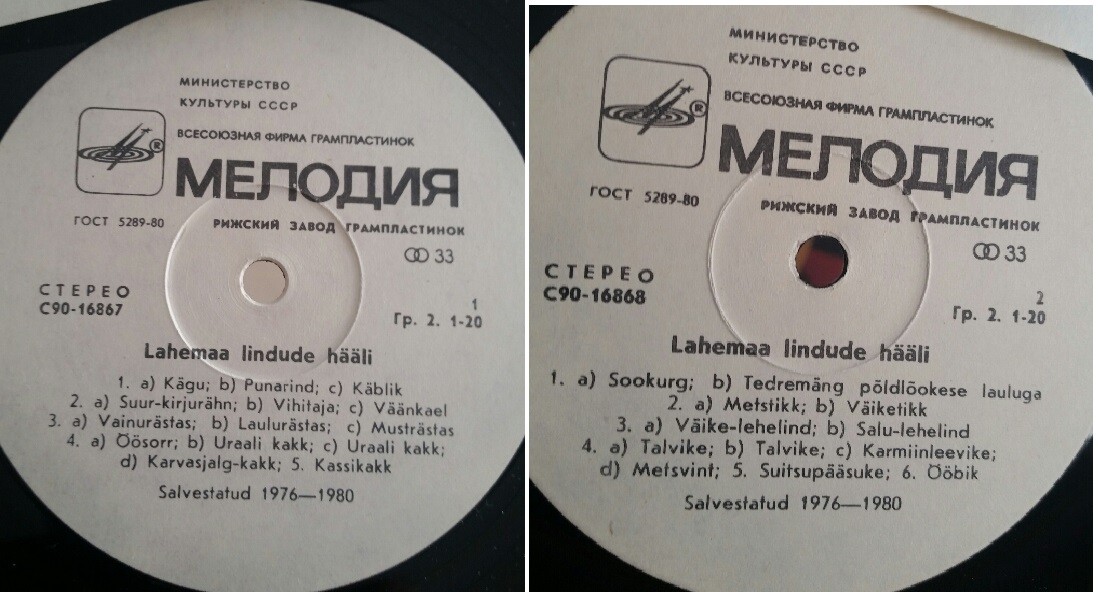 МИНИСТЕРСТВО
КУЛЬТУРЫ СССР
ВСЕСОЮЗНАЯ ФИРМА ГРАМПЛАСТИНОК
®
МЕЛОДИЯ
ГОСТ 5289-80
РИЖСКИЙ ЗАВОД ГРАМПЛАСТИНОК
33
СТЕРЕО
С90-16867
1
Гр. 2. 1-20
Lahemaa lindude hääli
1. a) Kägu; b) Punarind; c) Käblik
2. a) Suur-kirjurähn; b) Vihitaja; c) Väänkael
3. a) Vainurästas; b) Laulurästas; c) Musträstas
4. a) Öösorr; b) Uraali kakk; c) Uraali kakk;
d) Karvasjalg-kakk; 5. Kassikakk
Salvestatud 1976—1980
МИНИСТЕРСТВО
КУЛЬТУРЫ СССР
ВСЕСОЮЗНАЯ ФИРМА ГРАМПЛАСТИНОК
®
МЕЛОДИЯ
ГОСТ 5289-80
РИЖСКИЙ ЗАВОД ГРАМПЛАСТИНОК
33
СТЕРЕО
С90-16868
2
Гр. 2. 1-20
Lahemaa lindude hääli
1. a) Sookurg; b) Tedremäng põldlõokese lauluga
2. a) Metstikk; b) Väiketikk
3. a) Väike-lehelind; b) Salu-lehelind
4. a) Talvike; b) Talvike; c) Karmiinleevike;
d) Metsvint; 5. Suitsupääsuke; 6. Ööbik
Salvestatud 1976—1980